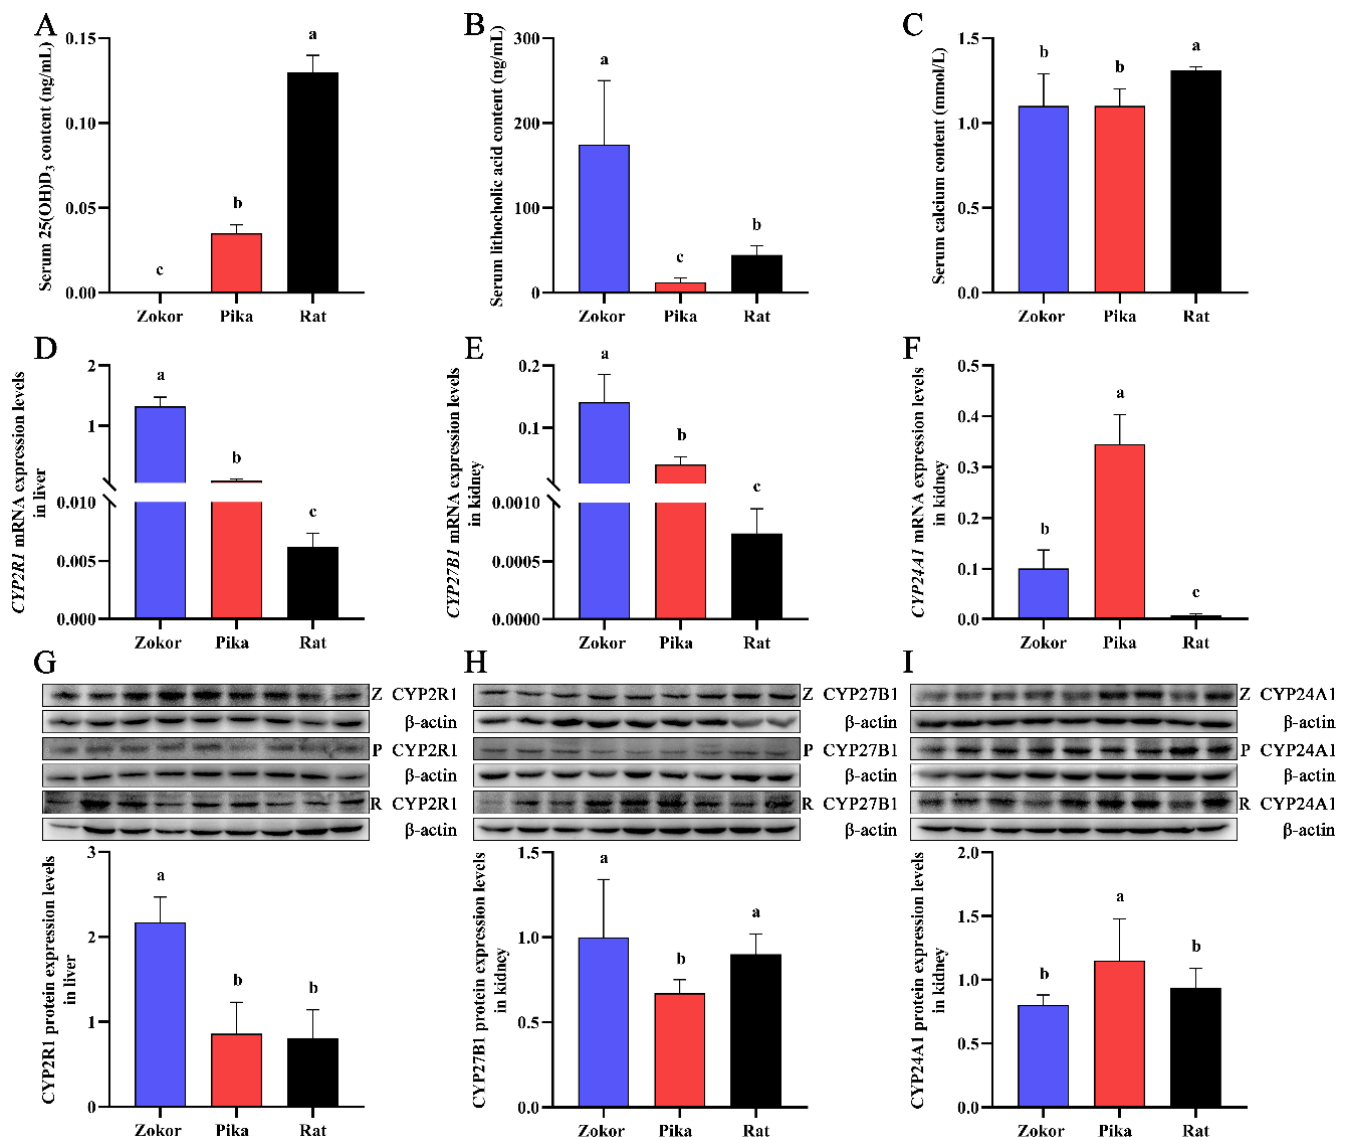 A
Serum 25(OH)D₃ content (ng/mL)
0.15
0.10
0.05
0.00
a
b
c
Zokor Pika Rat
B
Serum lithocholic acid content (ng/mL)
300
200
100
0
a
c
b
Zokor Pika Rat
C
Serum calcium content (mmol/L)
1.5
1.0
0.5
0.0
b
b
a
Zokor Pika Rat
D
CYP2R1 mRNA expression levels
in liver
2
1
0.010
0.005
0.000
a
b
c
Zokor Pika Rat
E
CYP27B1 mRNA expression levels
in kidney
0.2
0.1
0.0010
0.0005
0.0000
a
b
c
Zokor Pika Rat
F
CYP24A1 mRNA expression levels
in kidney
0.5
0.4
0.3
0.2
0.1
0.0
b
a
c
Zokor Pika Rat
G
Z CYP2R1
β-actin
P CYP2R1
β-actin
R CYP2R1
β-actin
CYP2R1 protein expression levels
in liver
3
2
1
0
a
b
b
Zokor Pika Rat
H
Z CYP27B1
β-actin
P CYP27B1
β-actin
R CYP27B1
β-actin
CYP27B1 protein expression levels
in kidney
1.5
1.0
0.5
0.0
a
b
a
Zokor Pika Rat
I
Z CYP24A1
β-actin
P CYP24A1
β-actin
R CYP24A1
β-actin
CYP24A1 protein expression levels
in kidney
2.0
1.5
1.0
0.5
0.0
b
a
b
Zokor Pika Rat